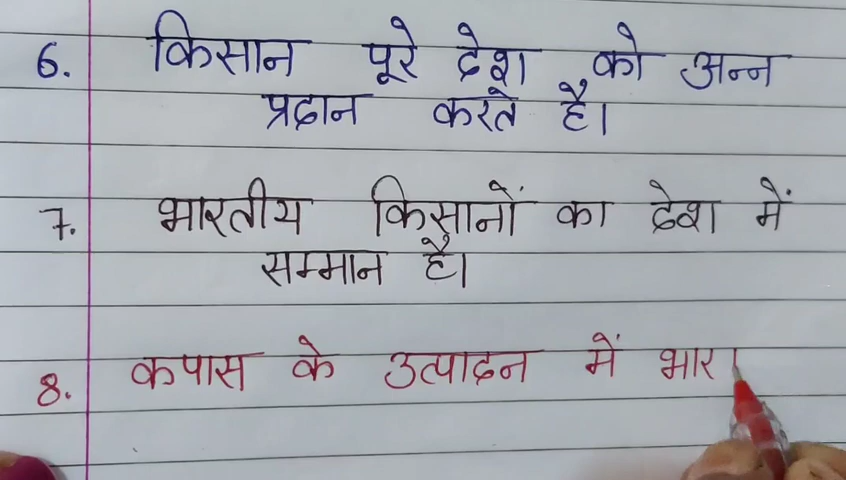 6. किसान पूरे देश को अन्न
प्रदान करते है।
7. भारतीय किसानों का देश में
सम्मान है।
8. कपास के उत्पादन में भार